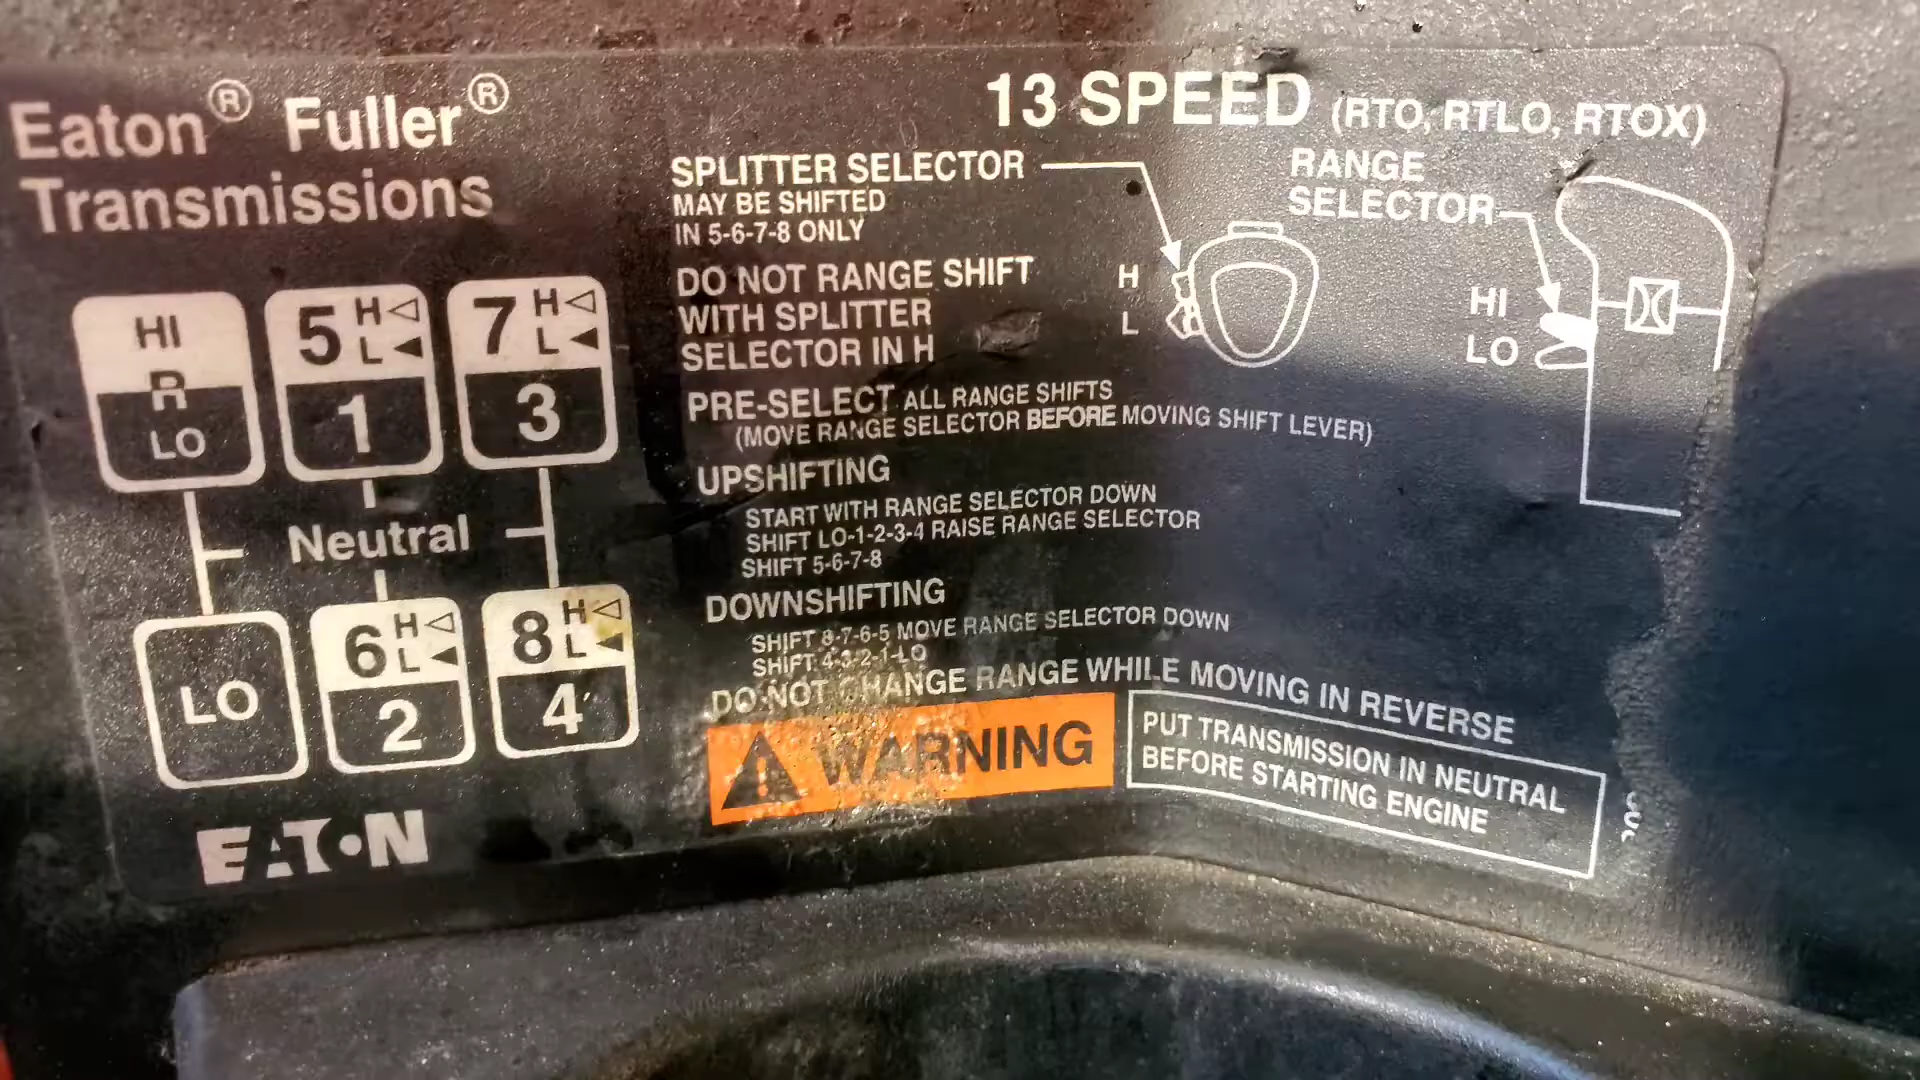 Eaton® Fuller®
Transmissions
HI
R
LO
5 H
L
1
7 H
L
3
Neutral
LO
6 H
L
2
8 H
L
4
EATON
13 SPEED (RTO, RTLO, RTOX)
SPLITTER SELECTOR
MAY BE SHIFTED
IN 5-6-7-8 ONLY
H
L
RANGE
SELECTOR
HI
LO
DO NOT RANGE SHIFT
WITH SPLITTER
SELECTOR IN H
PRE-SELECT ALL RANGE SHIFTS
(MOVE RANGE SELECTOR BEFORE MOVING SHIFT LEVER)
UPSHIFTING
START WITH RANGE SELECTOR DOWN
SHIFT LO-1-2-3-4 RAISE RANGE SELECTOR
SHIFT 5-6-7-8
DOWNSHIFTING
SHIFT 8-7-6-5 MOVE RANGE SELECTOR DOWN
SHIFT 4-3-2-1-LO
DO NOT CHANGE RANGE WHILE MOVING IN REVERSE
WARNING
PUT TRANSMISSION IN NEUTRAL
BEFORE STARTING ENGINE